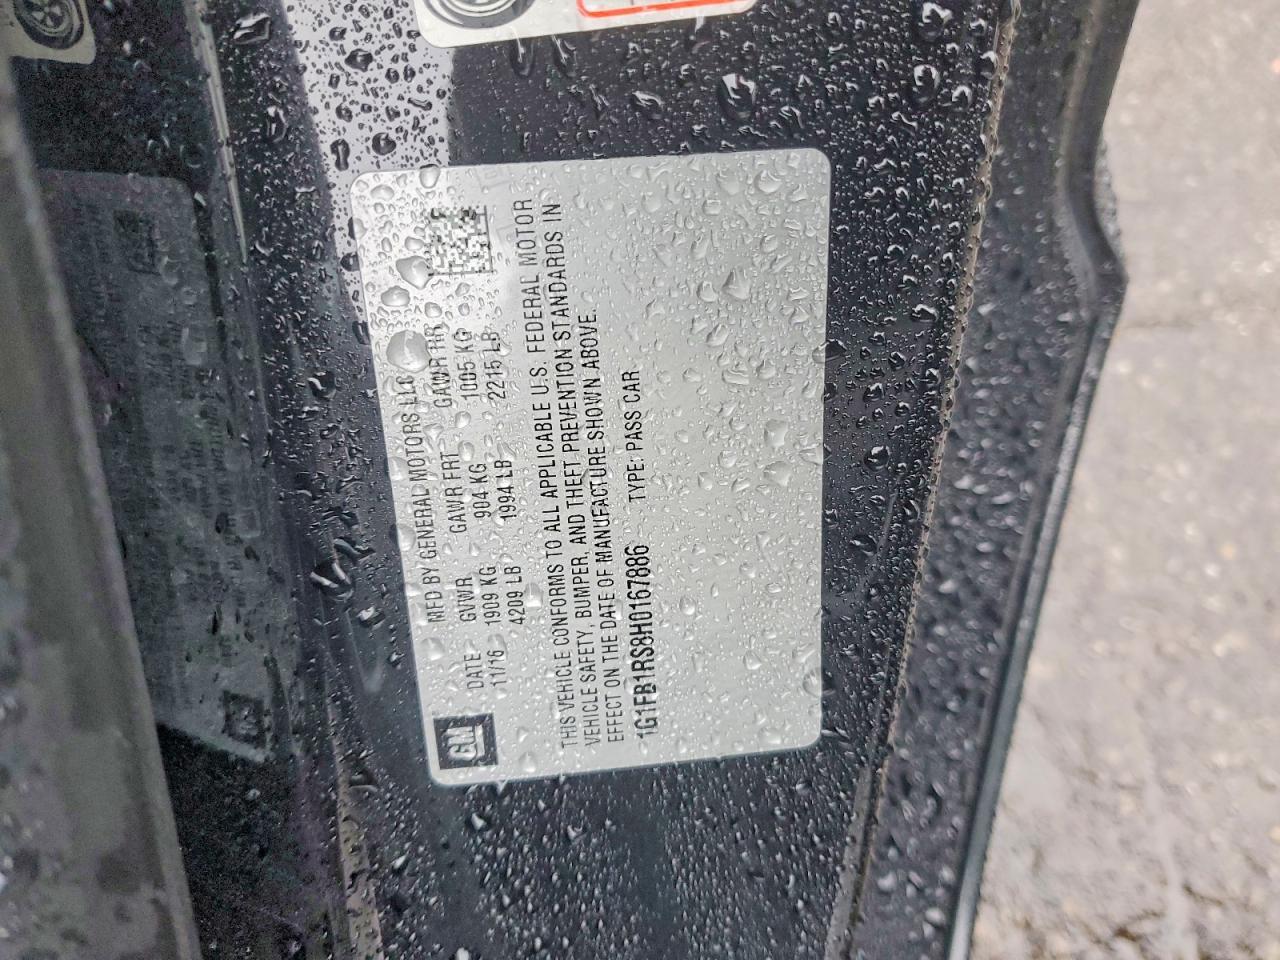 GM
MFD BY GENERAL MOTORS LLC
DATE GVWR GAWR FRT GAWR RR
11/16 1909 KG 904 KG 1005 KG
4209 LB 1994 LB 2215 LB
THIS VEHICLE CONFORMS TO ALL APPLICABLE U.S. FEDERAL MOTOR
VEHICLE SAFETY, BUMPER, AND THEFT PREVENTION STANDARDS IN
EFFECT ON THE DATE OF MANUFACTURE SHOWN ABOVE.
1G1FB1RS8H0167886 TYPE: PASS CAR